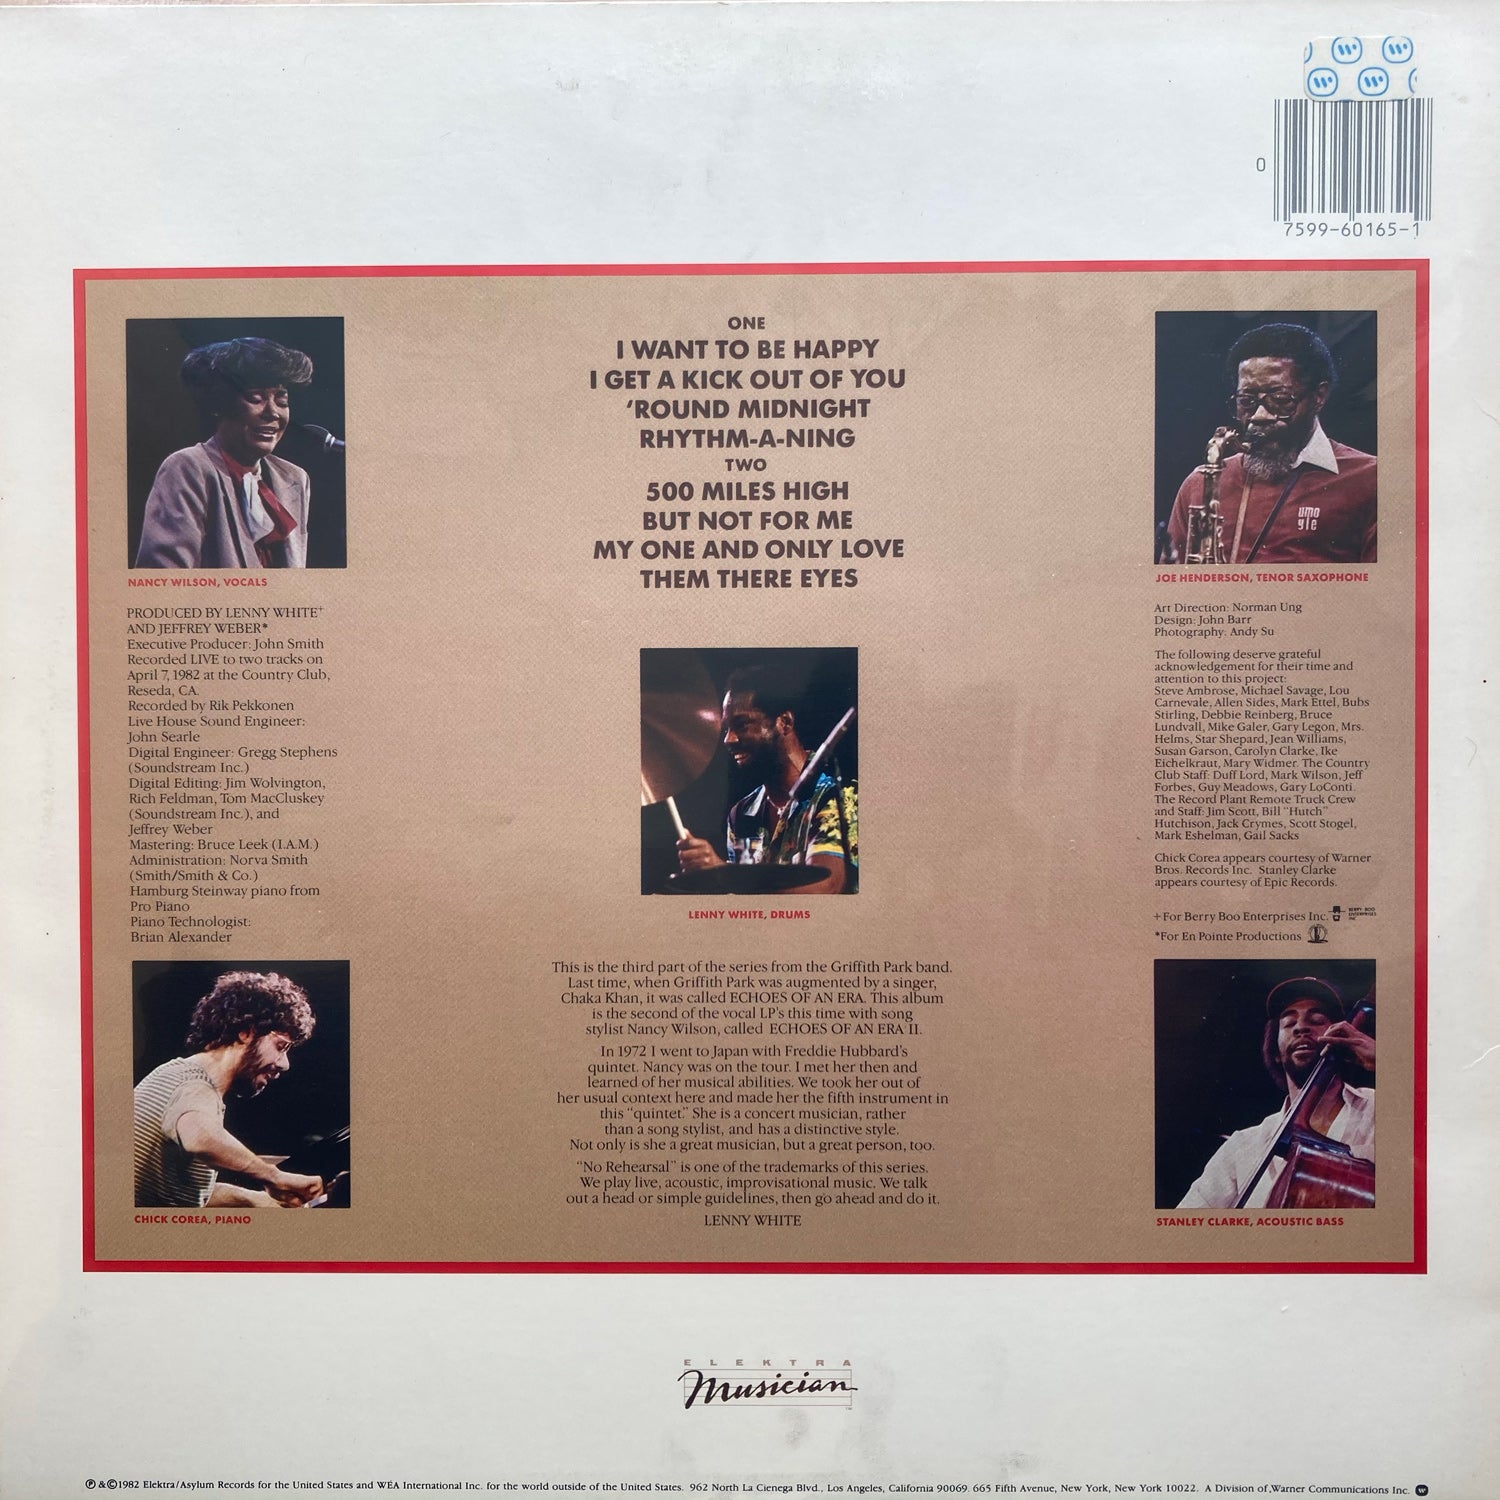 0
7599-60165-1
ONE
I WANT TO BE HAPPY
I GET A KICK OUT OF YOU
‘ROUND MIDNIGHT
RHYTHM-A-NING
TWO
500 MILES HIGH
BUT NOT FOR ME
MY ONE AND ONLY LOVE
THEM THERE EYES
NANCY WILSON, VOCALS
PRODUCED BY LENNY WHITE+
AND JEFFREY WEBER*
Executive Producer: John Smith
Recorded LIVE to two tracks on
April 7, 1982 at the Country Club,
Reseda, CA.
Recorded by Rik Pekkonen
Live House Sound Engineer:
John Searle
Digital Engineer: Gregg Stephens
(Soundstream Inc.)
Digital Editing: Jim Wolvington,
Rich Feldman, Tom MacCluskey
(Soundstream Inc.), and
Jeffrey Weber
Mastering: Bruce Leek (I.A.M.)
Administration: Norva Smith
(Smith/Smith & Co.)
Hamburg Steinway piano from
Pro Piano
Piano Technologist:
Brian Alexander
CHICK COREA, PIANO
LENNY WHITE, DRUMS
This is the third part of the series from the Griffith Park band.
Last time, when Griffith Park was augmented by a singer,
Chaka Khan, it was called ECHOES OF AN ERA. This album
is the second of the vocal LP's this time with song
stylist Nancy Wilson, called ECHOES OF AN ERA II.
In 1972 I went to Japan with Freddie Hubbard's
quintet. Nancy was on the tour. I met her then and
learned of her musical abilities. We took her out of
her usual context here and made her the fifth instrument in
this “quintet.” She is a concert musician, rather
than a song stylist, and has a distinctive style.
Not only is she a great musician, but a great person, too.
“No Rehearsal” is one of the trademarks of this series.
We play live, acoustic, improvisational music. We talk
out a head or simple guidelines, then go ahead and do it.
LENNY WHITE
umo
yle
JOE HENDERSON, TENOR SAXOPHONE
Art Direction: Norman Ung
Design: John Barr
Photography: Andy Su
The following deserve grateful
acknowledgement for their time and
attention to this project:
Steve Ambrose, Michael Savage, Lou
Carnevale, Allen Sides, Mark Ettel, Bubs
Stirling, Debbie Reinberg, Bruce
Lundvall, Mike Galer, Gary Legon, Mrs.
Helms, Star Shepard, Jean Williams,
Susan Garson, Carolyn Clarke, Ike
Eichelkraut, Mary Widmer. The Country
Club Staff: Duff Lord, Mark Wilson, Jeff
Forbes, Guy Meadows, Gary LoConti.
The Record Plant Remote Truck Crew
and Staff: Jim Scott, Bill “Hutch”
Hutchison, Jack Crymes, Scott Stogel,
Mark Eshelman, Gail Sacks
Chick Corea appears courtesy of Warner
Bros. Records Inc. Stanley Clarke
appears courtesy of Epic Records.
+For Berry Boo Enterprises Inc.
BERRY BOO
ENTERPRISES
INC
*For En Pointe Productions
STANLEY CLARKE, ACOUSTIC BASS
ELEKTRA
Musician
℗ &©1982 Elektra/Asylum Records for the United States and WEA International Inc. for the world outside of the United States. 962 North La Cienega Blvd., Los Angeles, California 90069. 665 Fifth Avenue, New York, New York 10022. A Division of Warner Communications Inc.